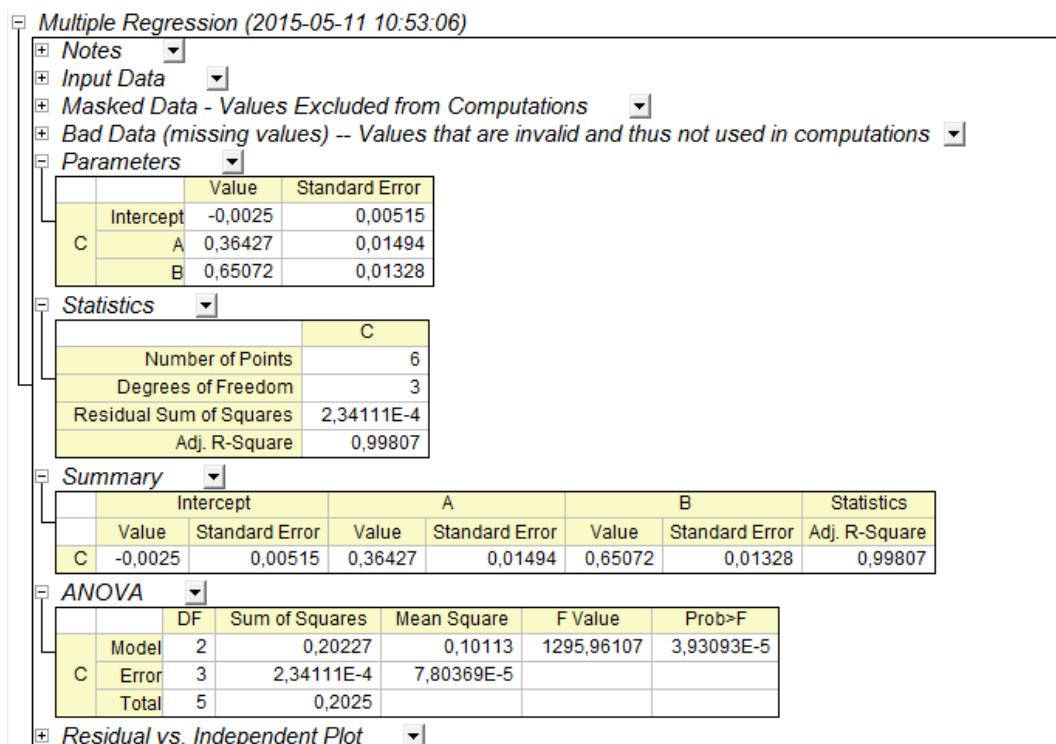 Multiple Regression (2015-05-11 10:53:06)
Notes
Input Data
Masked Data - Values Excluded from Computations
Bad Data (missing values) -- Values that are invalid and thus not used in computations
Parameters
Value Standard Error
Intercept -0,0025 0,00515
C A 0,36427 0,01494
B 0,65072 0,01328
Statistics
C
Number of Points 6
Degrees of Freedom 3
Residual Sum of Squares 2,34111E-4
Adj. R-Square 0,99807
Summary
Intercept A B Statistics
Value Standard Error Value Standard Error Value Standard Error Adj. R-Square
C -0,0025 0,00515 0,36427 0,01494 0,65072 0,01328 0,99807
ANOVA
DF Sum of Squares Mean Square F Value Prob>F
Model 2 0,20227 0,10113 1295,96107 3,93093E-5
C Error 3 2,34111E-4 7,80369E-5
Total 5 0,2025
Residual vs. Independent Plot